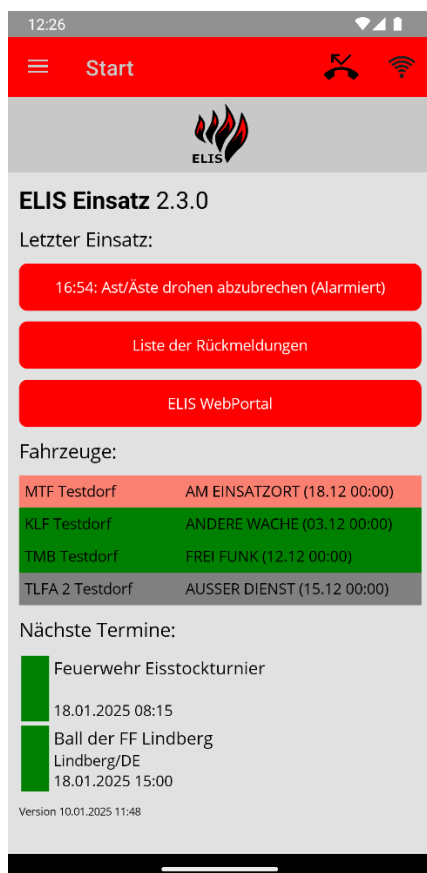 12:26
Start
ELIS
ELIS Einsatz 2.3.0
Letzter Einsatz:
16:54: Ast/Äste drohen abzubrechen (Alarmiert)
Liste der Rückmeldungen
ELIS WebPortal
Fahrzeuge:
MTF Testdorf AM EINSATZORT (18.12 00:00)
KLF Testdorf ANDERE WACHE (03.12 00:00)
TMB Testdorf FREI FUNK (12.12 00:00)
TLFA 2 Testdorf AUSSER DIENST (15.12 00:00)
Nächste Termine:
Feuerwehr Eisstockturnier
18.01.2025 08:15
Ball der FF Lindberg
Lindberg/DE
18.01.2025 15:00
Version 10.01.2025 11:48